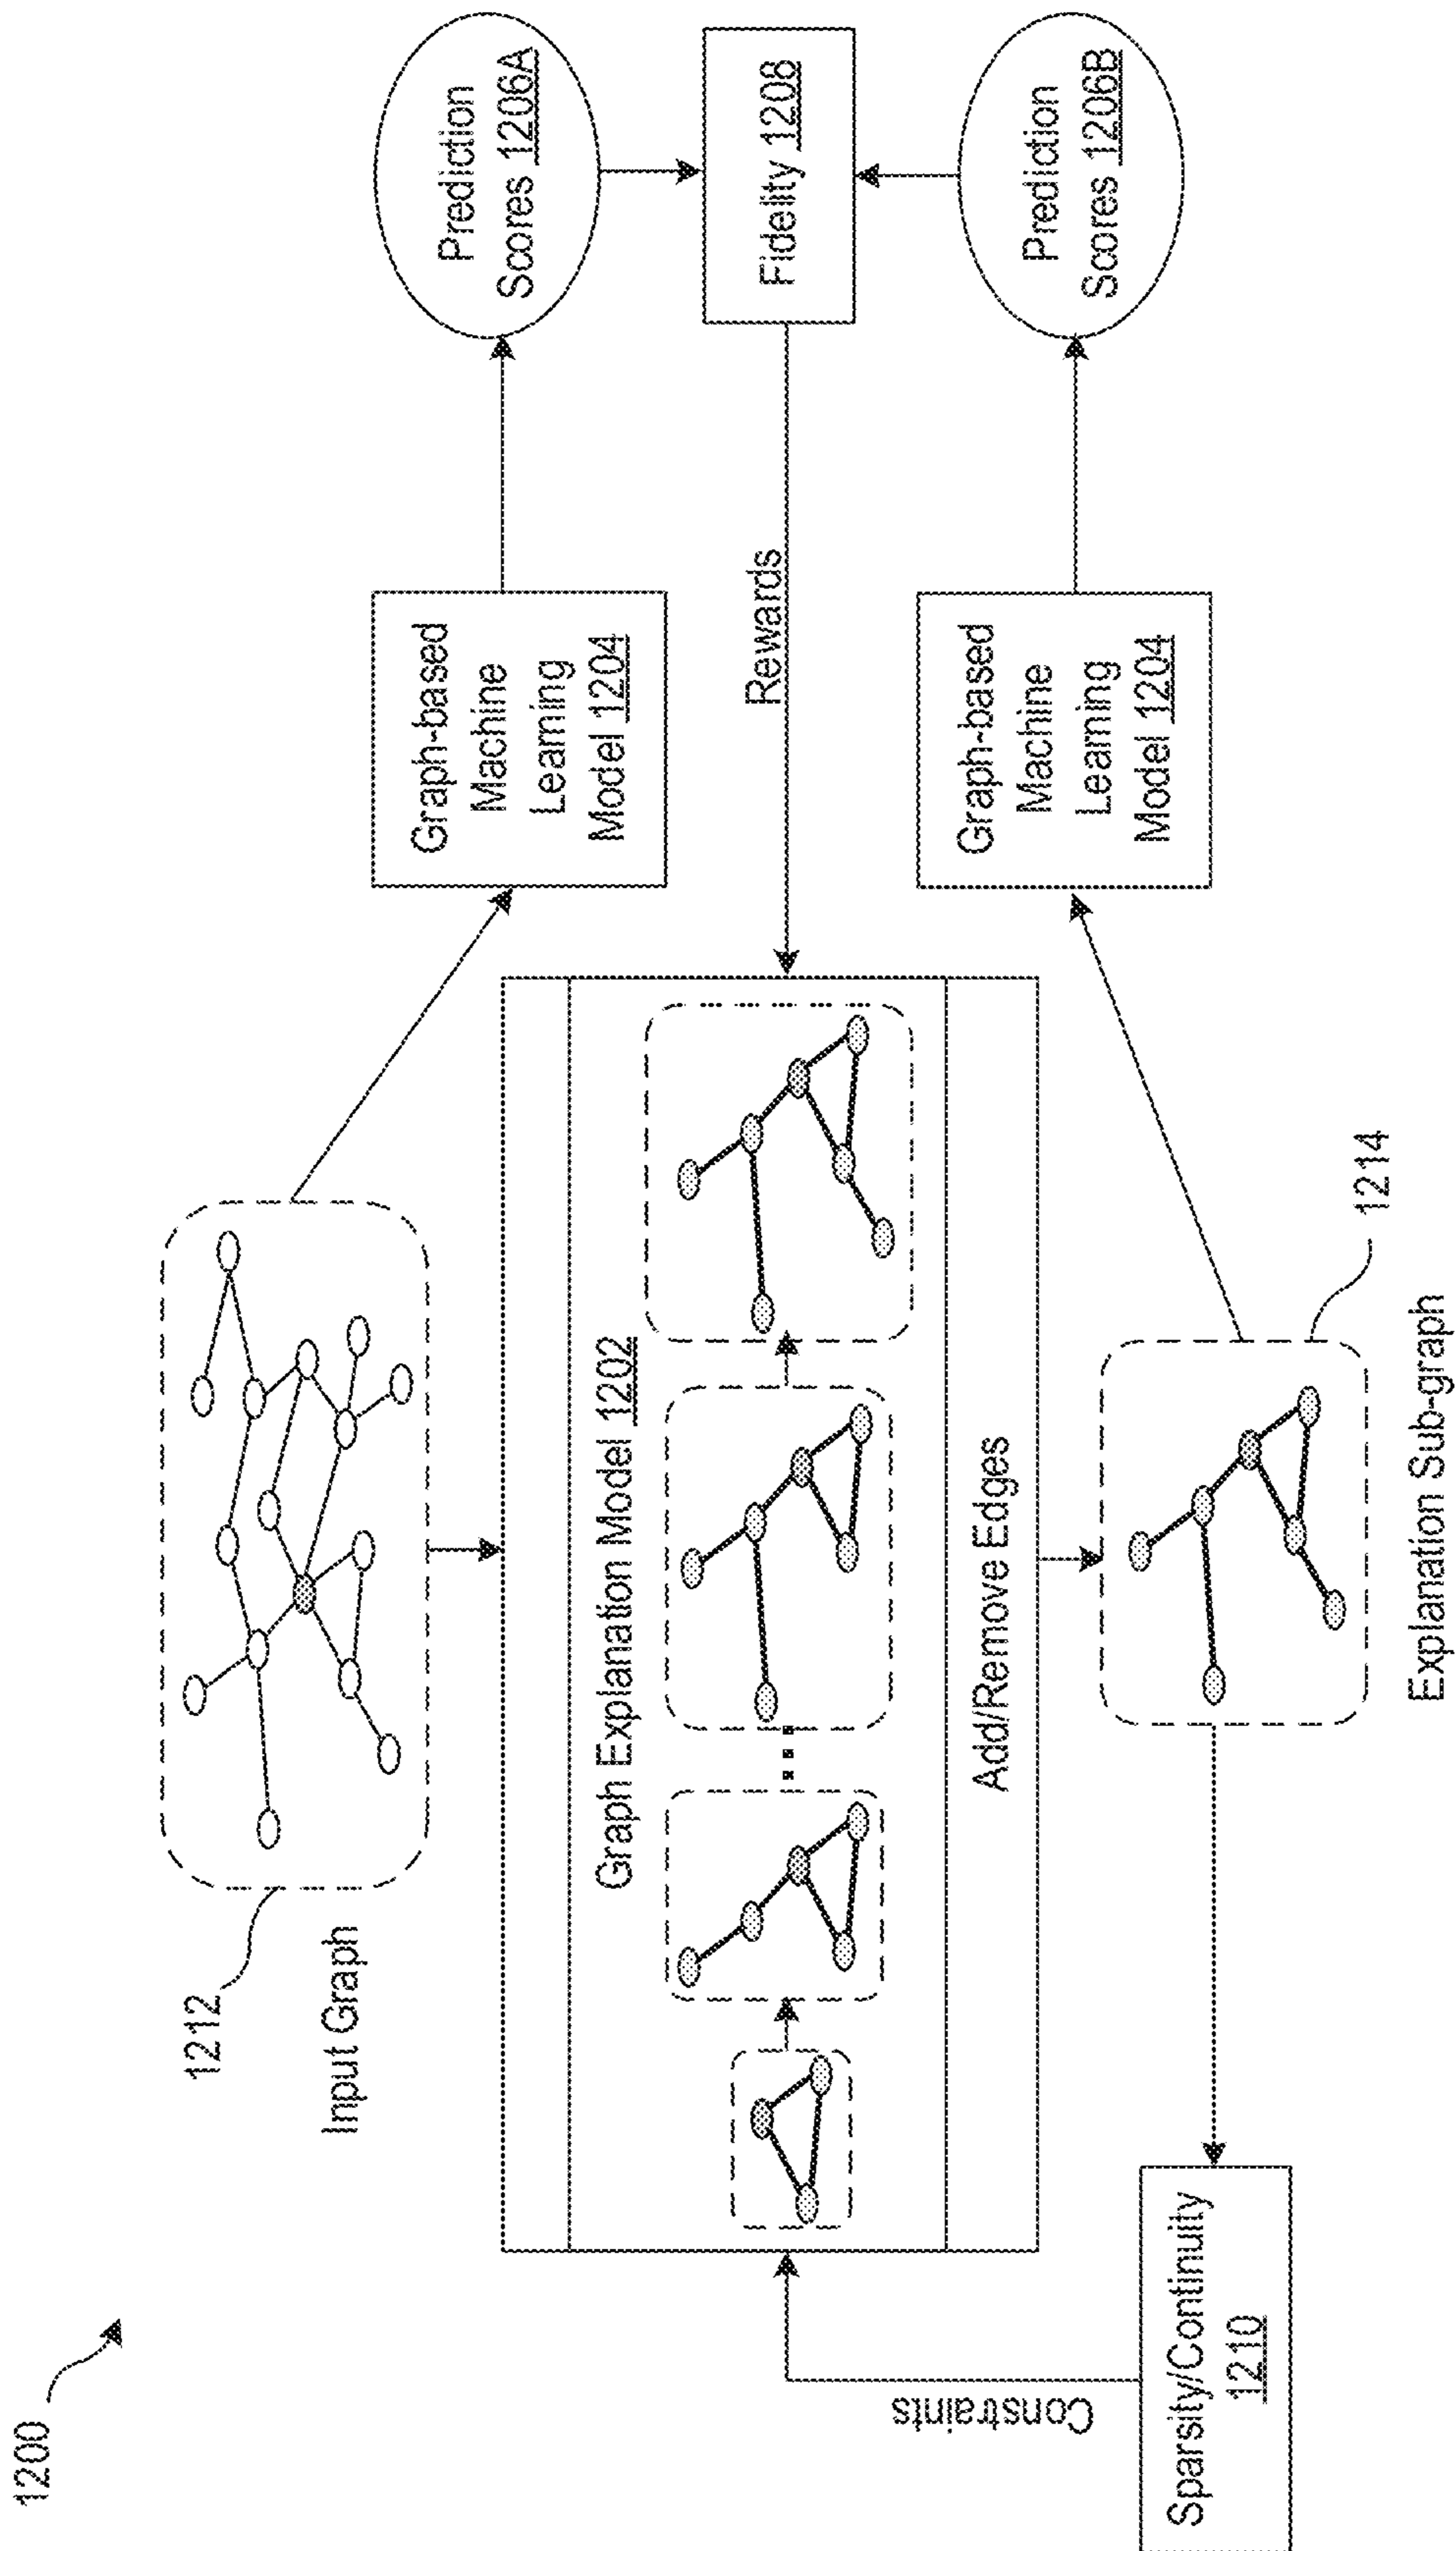 1200
1212
Input Graph
Graph-based
Machine
Learning
Model 1204
Prediction
Scores 1206A
Graph Explanation Model 1202
Rewards
Fidelity 1208
Add/Remove Edges
Constraints
Sparsity/Continuity
1210
1214
Explanation Sub-graph
Graph-based
Machine
Learning
Model 1204
Prediction
Scores 1206B